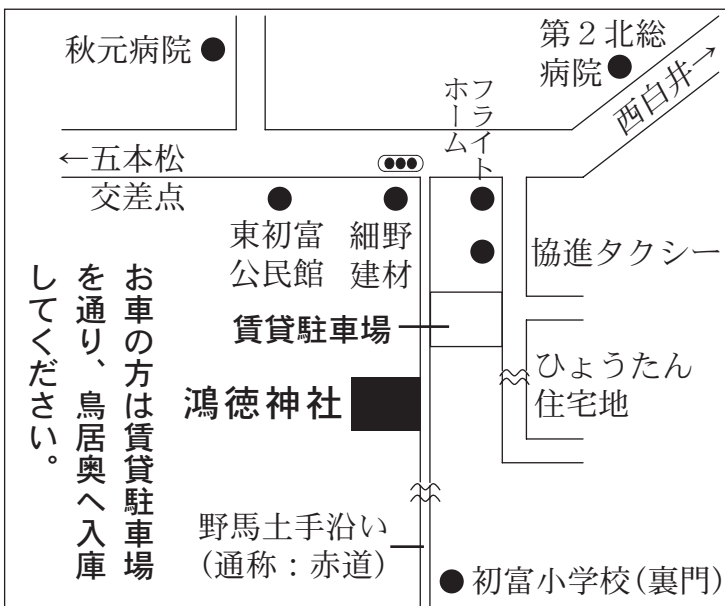 秋元病院
第２北総
病院
西白井→
フライト
ホーム
←五本松
交差点
東初富
公民館
細野
建材
協進タクシー
賃貸駐車場
ひょうたん
住宅地
鴻徳神社
お車の方は賃貸駐車場
を通り、鳥居奥へ入庫
してください。
野馬土手沿い
(通称：赤道)
初富小学校(裏門)